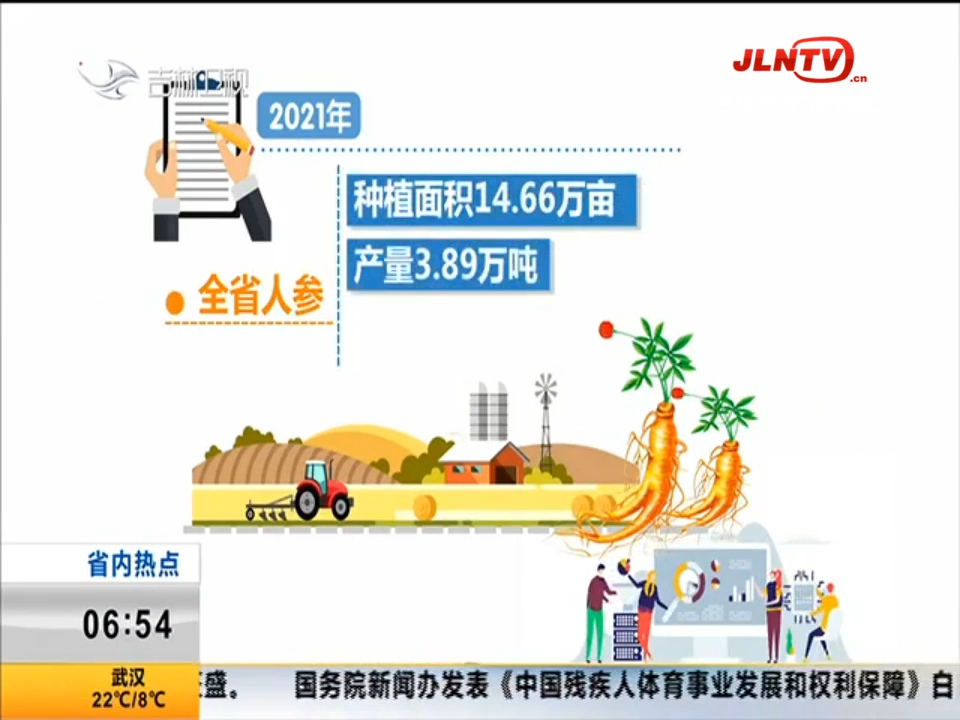 吉林卫视
JLNTV.cn
2021年
种植面积14.66万亩
产量3.89万吨
全省人参
省内热点
06:54
武汉
22℃/8℃
盛。 国务院新闻办发表《中国残疾人体育事业发展和权利保障》白